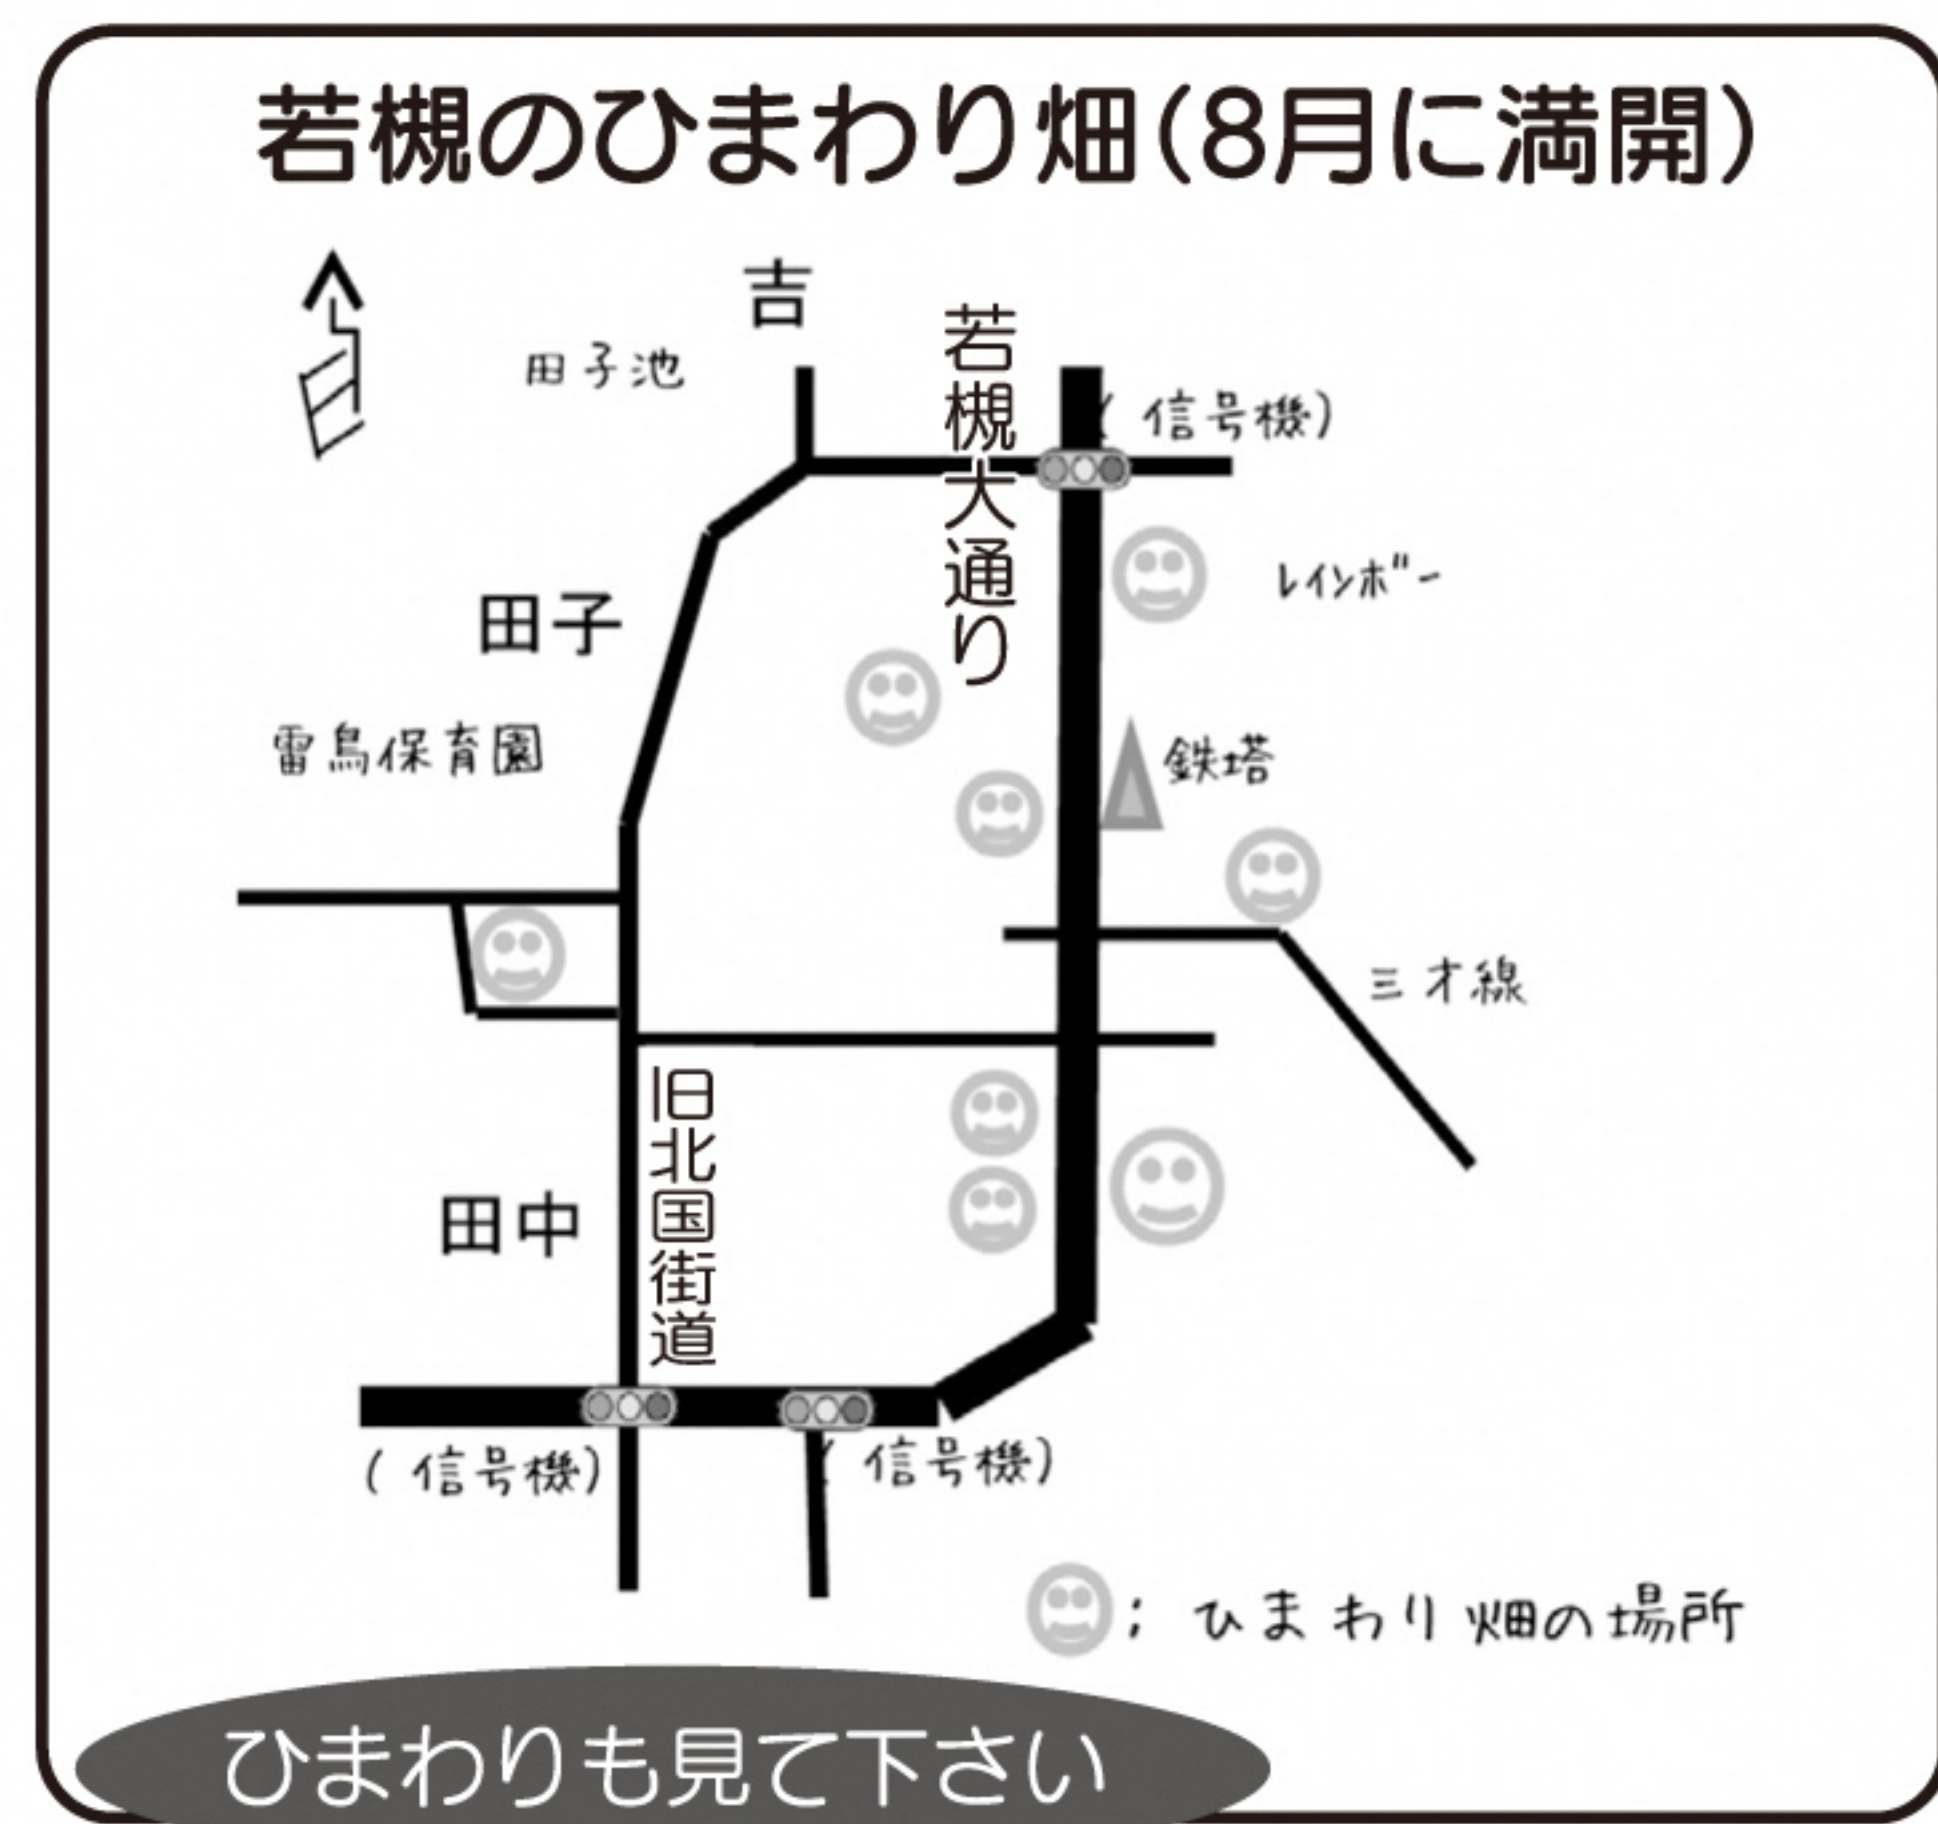 若槻のひまわり畑(8月に満開)
吉
田子池
若槻大通り
(信号機)
レインボー
田子
雷鳥保育園
鉄塔
三才線
旧北国街道
田中
(信号機)
(信号機)
; ひまわり畑の場所
ひまわりも見て下さい